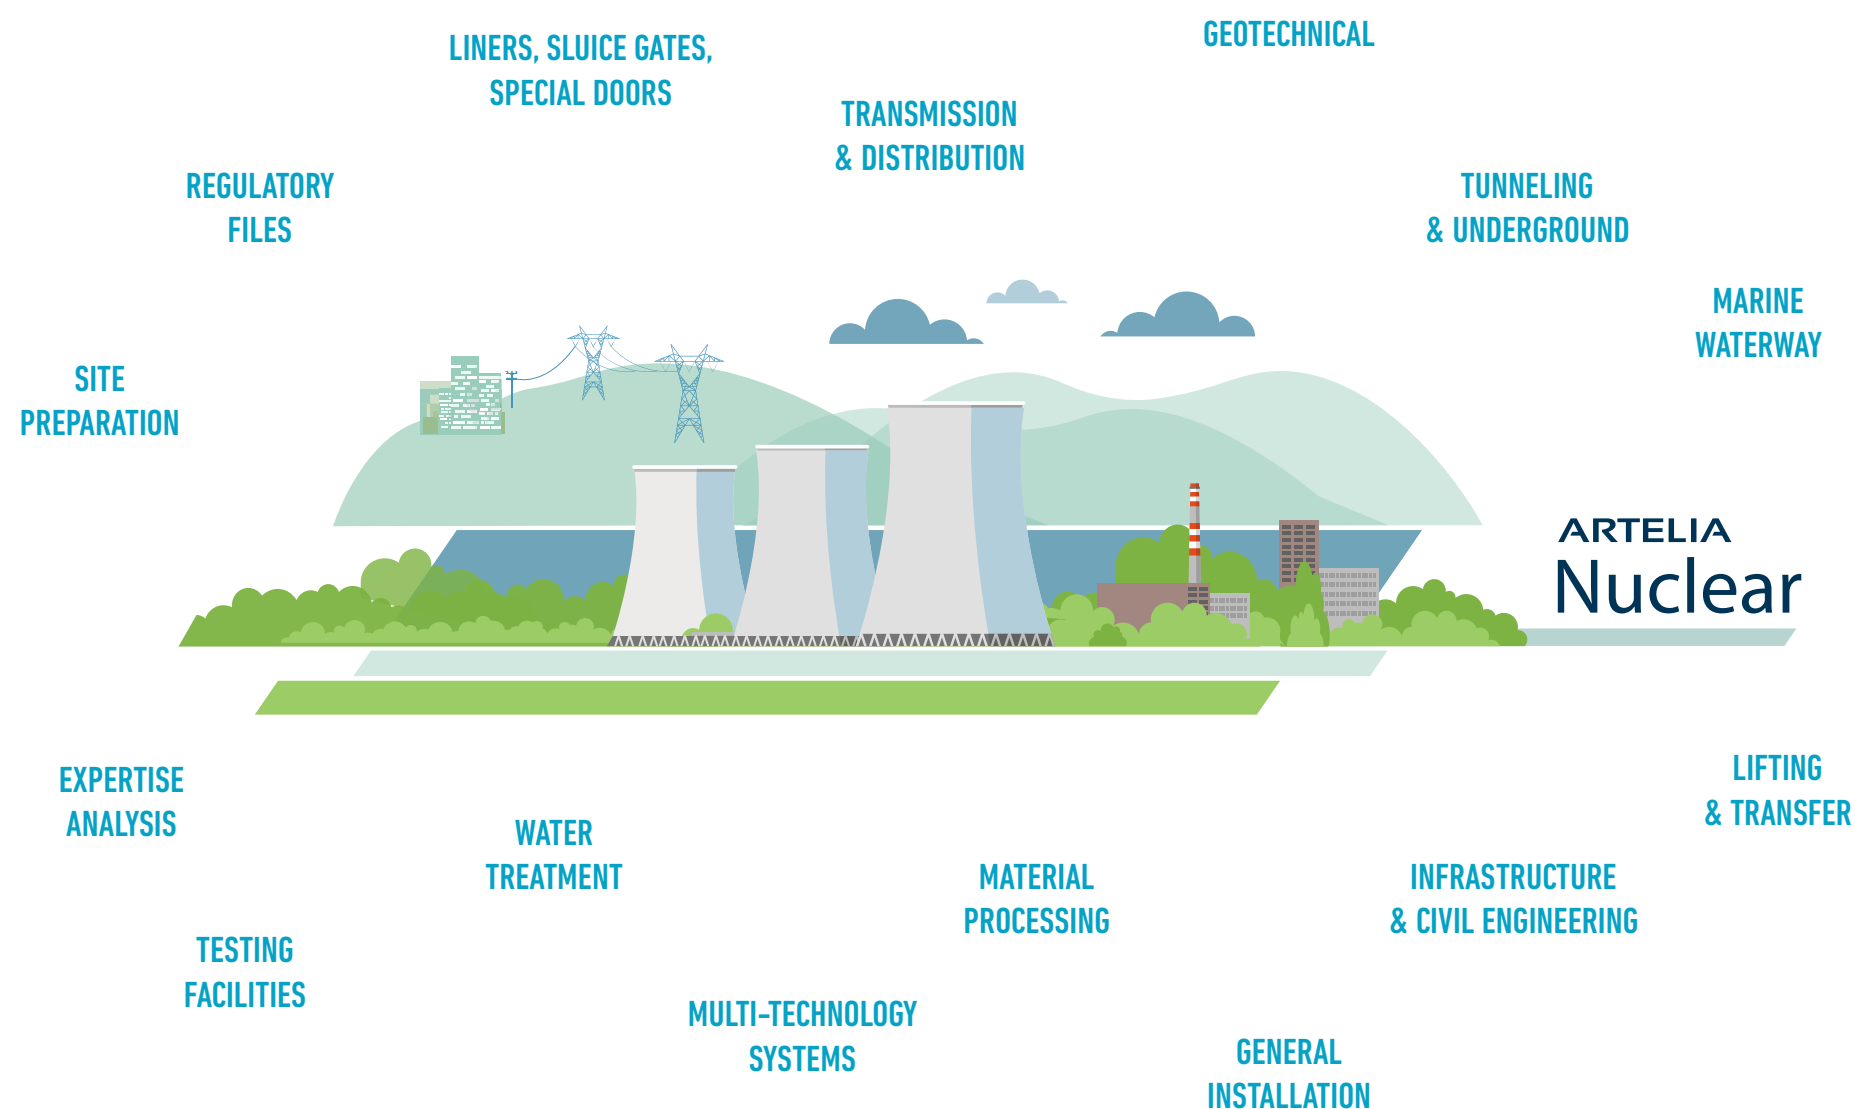 GEOTECHNICAL
LINERS, SLUICE GATES,
SPECIAL DOORS
TRANSMISSION
& DISTRIBUTION
REGULATORY
FILES
TUNNELING
& UNDERGROUND
MARINE
WATERWAY
SITE
PREPARATION
ARTELIA
Nuclear
EXPERTISE
ANALYSIS
LIFTING
& TRANSFER
WATER
TREATMENT
MATERIAL
PROCESSING
INFRASTRUCTURE
& CIVIL ENGINEERING
TESTING
FACILITIES
MULTI-TECHNOLOGY
SYSTEMS
GENERAL
INSTALLATION